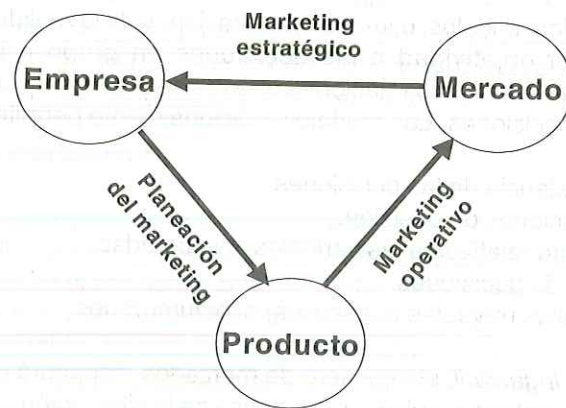 Marketing
estratégico
Empresa
Mercado
Planeación
del marketing
Marketing
operativo
Producto